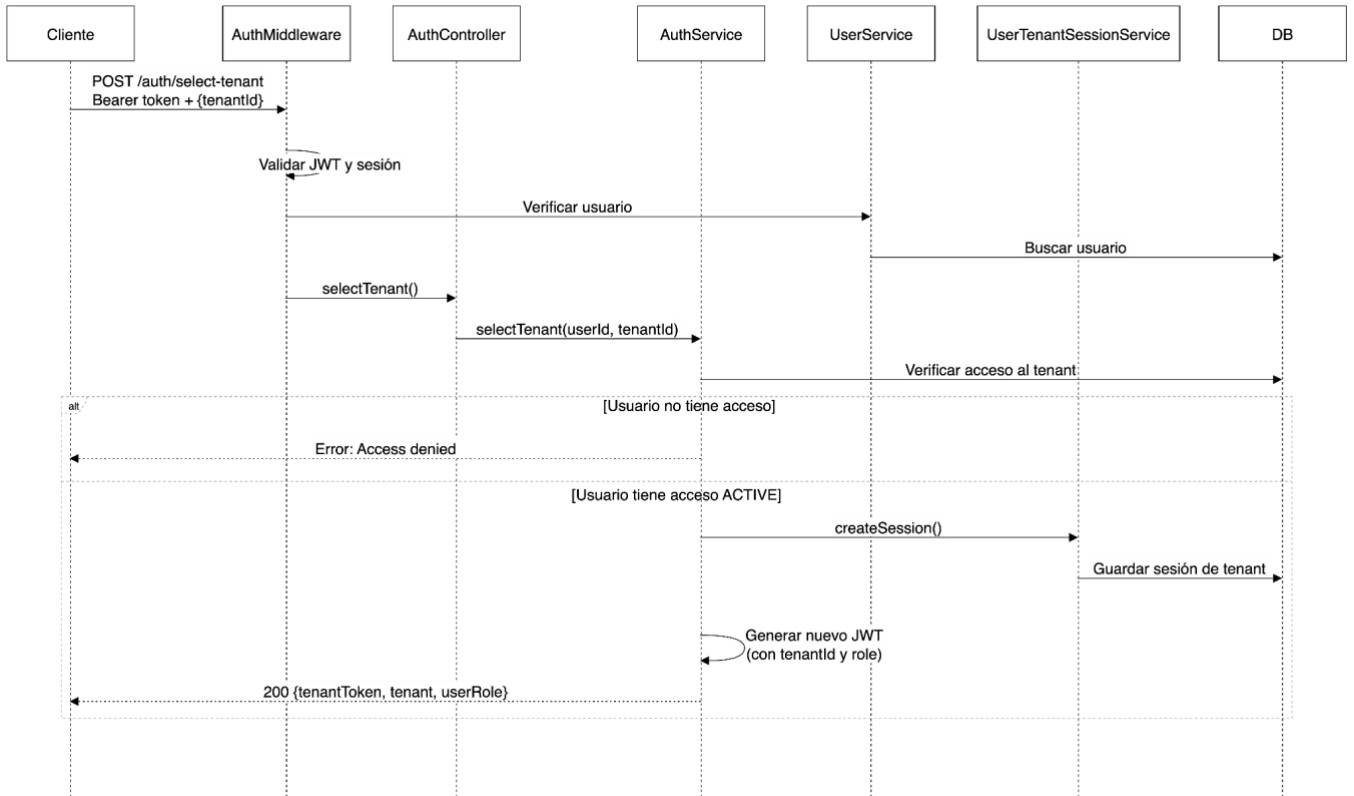 Cliente
AuthMiddleware
AuthController
AuthService
UserService
UserTenantSessionService
DB
POST /auth/select-tenant
Bearer token + {tenantId}
Validar JWT y sesión
Verificar usuario
Buscar usuario
selectTenant()
selectTenant(userId, tenantId)
Verificar acceso al tenant
alt
[Usuario no tiene acceso]
Error: Access denied
[Usuario tiene acceso ACTIVE]
createSession()
Guardar sesión de tenant
Generar nuevo JWT
(con tenantId y role)
200 {tenantToken, tenant, userRole}